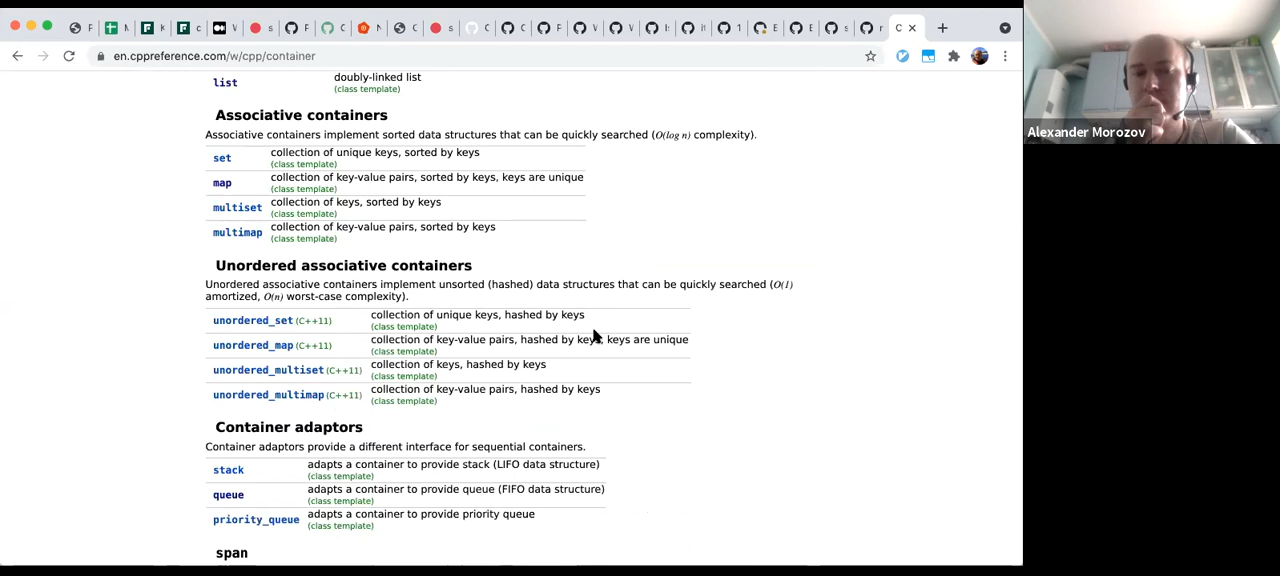 en.cppreference.com/w/cpp/container
list
doubly-linked list
(class template)
Associative containers
Associative containers implement sorted data structures that can be quickly searched (O(log n) complexity).
set
collection of unique keys, sorted by keys
(class template)
map
collection of key-value pairs, sorted by keys, keys are unique
(class template)
multiset
collection of keys, sorted by keys
(class template)
multimap
collection of key-value pairs, sorted by keys
(class template)
Unordered associative containers
Unordered associative containers implement unsorted (hashed) data structures that can be quickly searched (O(1)
amortized, O(n) worst-case complexity).
unordered_set (C++11)
collection of unique keys, hashed by keys
(class template)
unordered_map (C++11)
collection of key-value pairs, hashed by keys, keys are unique
(class template)
unordered_multiset (C++11)
collection of keys, hashed by keys
(class template)
unordered_multimap (C++11)
collection of key-value pairs, hashed by keys
(class template)
Container adaptors
Container adaptors provide a different interface for sequential containers.
stack
adapts a container to provide stack (LIFO data structure)
(class template)
queue
adapts a container to provide queue (FIFO data structure)
(class template)
priority_queue
adapts a container to provide priority queue
(class template)
span
Alexander Morozov